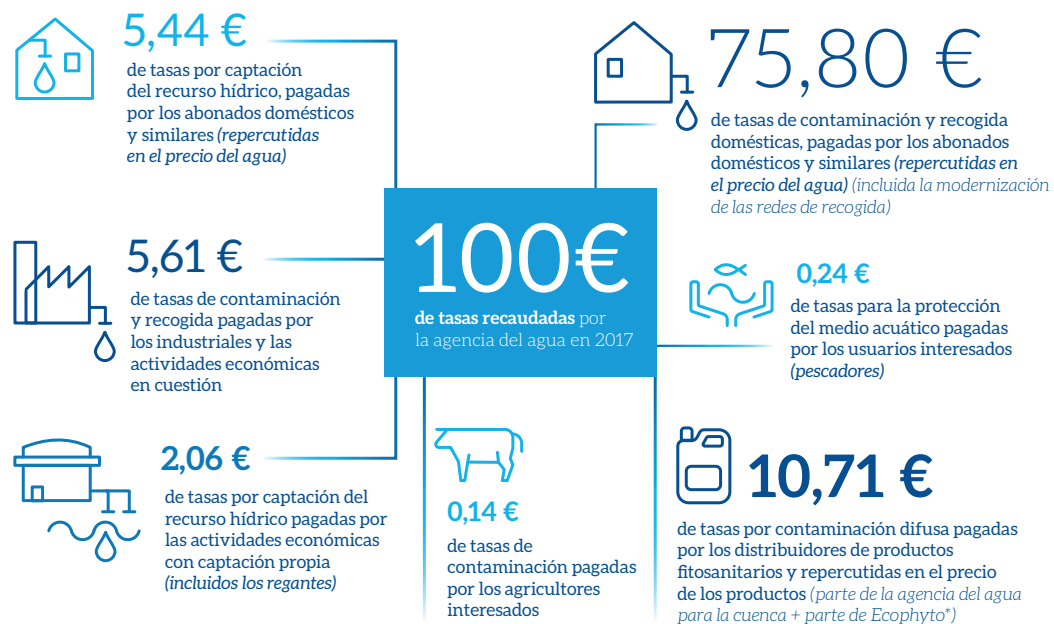 5,44 €
de tasas por captación
del recurso hídrico, pagadas
por los abonados domésticos
y similares (repercutidas
en el precio del agua)
75,80 €
de tasas de contaminación y recogida
domésticas, pagadas por los abonados
domésticos y similares (repercutidas en
el precio del agua) (incluida la modernización
de las redes de recogida)
100€
de tasas recaudadas por
la agencia del agua en 2017
5,61 €
de tasas de contaminación
y recogida pagadas por
los industriales y las
actividades económicas
en cuestión
0,24 €
de tasas para la protección
del medio acuático pagadas
por los usuarios interesados
(pescadores)
2,06 €
de tasas por captación del
recurso hídrico pagadas por
las actividades económicas
con captación propia
(incluidos los regantes)
0,14 €
de tasas de
contaminación pagadas
por los agricultores
interesados
10,71 €
de tasas por contaminación difusa pagadas
por los distribuidores de productos
fitosanitarios y repercutidas en el precio
de los productos (parte de la agencia del agua
para la cuenca + parte de Ecophyto*)